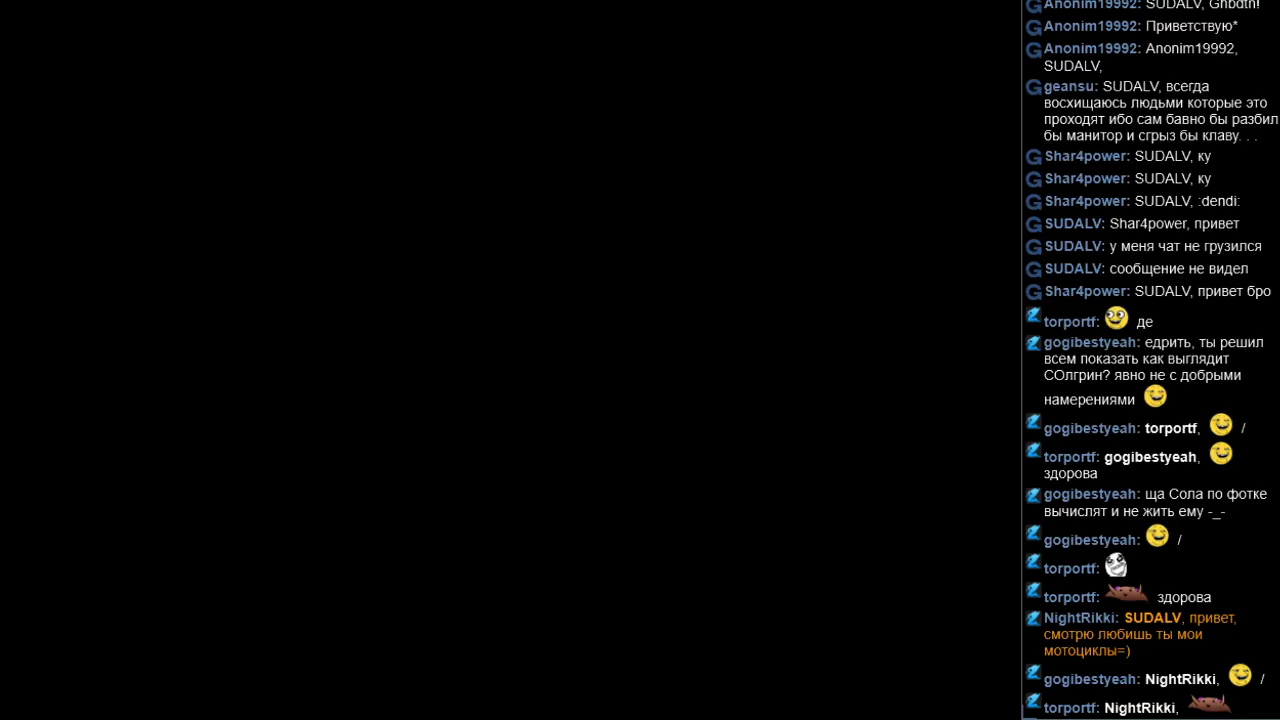 Anonim19992: SUDALV, Ghbdtn!
Anonim19992: Приветствую*
Anonim19992: Anonim19992,
SUDALV,
geansu: SUDALV, всегда
восхищаюсь людьми которые это
проходят ибо сам бавно бы разбил
бы манитор и сгрыз бы клаву. . .
Shar4power: SUDALV, ку
Shar4power: SUDALV, ку
Shar4power: SUDALV, :dendi:
SUDALV: Shar4power, привет
SUDALV: у меня чат не грузился
SUDALV: сообщение не видел
Shar4power: SUDALV, привет бро
torportf: де
gogibestyeah: едрить, ты решил
всем показать как выглядит
СОлгрин? явно не с добрыми
намерениями
gogibestyeah: torportf, /
torportf: gogibestyeah,
здорова
gogibestyeah: ща Сола по фотке
вычислят и не жить ему -_-
gogibestyeah: /
torportf:
torportf: здорова
NightRikki: SUDALV, привет,
смотрю любишь ты мои
мотоциклы=)
gogibestyeah: NightRikki, /
torportf: NightRikki,